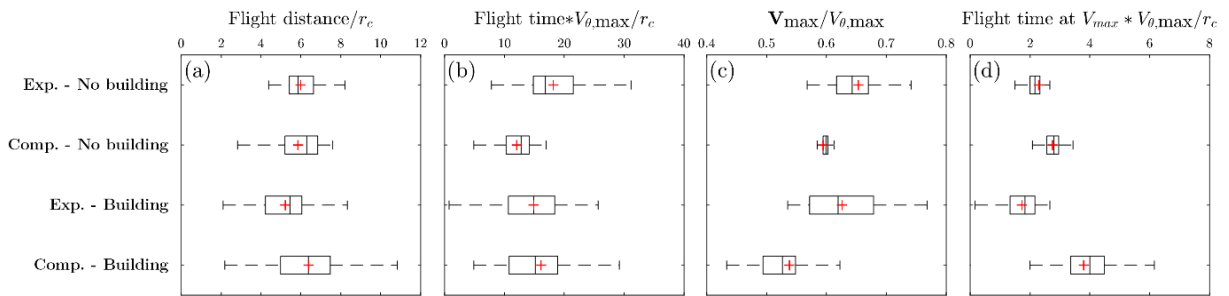 Flight distance/r_c
Flight time*V_θ,max/r_c
V_max/V_θ,max
Flight time at V_max * V_θ,max/r_c
0 2 4 6 8 10 12
0 10 20 30 40
0.4 0.5 0.6 0.7 0.8
0 2 4 6 8
(a)
(b)
(c)
(d)
Exp. - No building
Comp. - No building
Exp. - Building
Comp. - Building